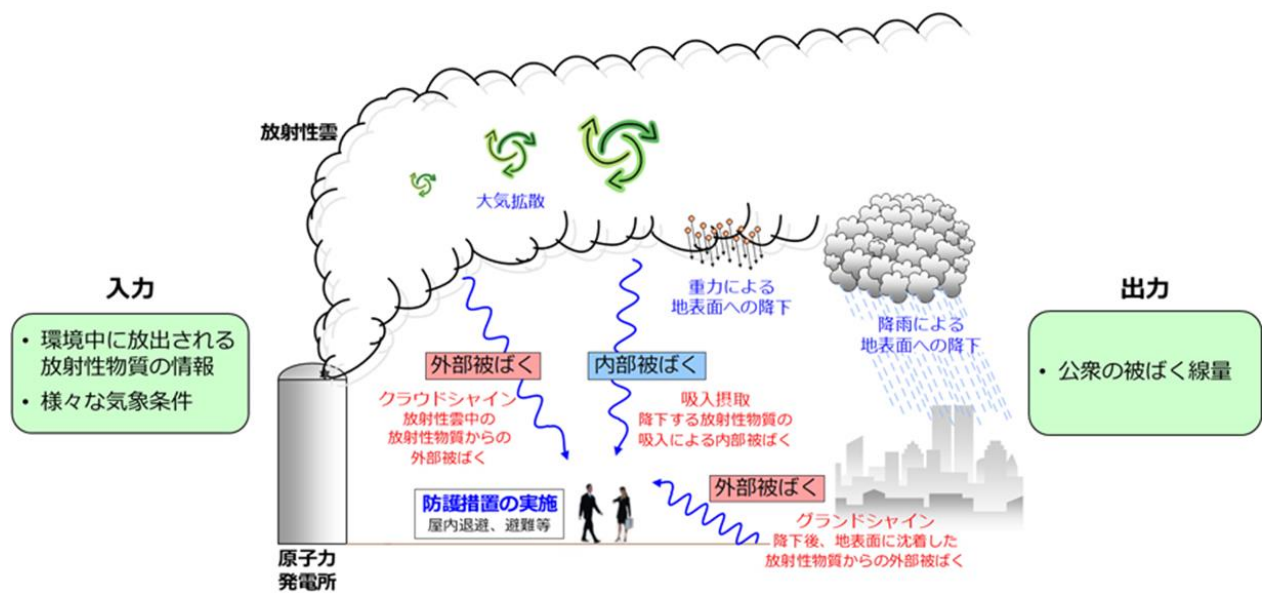 放射性雲
大気拡散
重力による
地表面への降下
降雨による
地表面への降下
入力
• 環境中に放出される
放射性物質の情報
• 様々な気象条件
出力
• 公衆の被ばく線量
外部被ばく
クラウドシャイン
放射性雲中の
放射性物質からの
外部被ばく
内部被ばく
吸入摂取
降下する放射性物質の
吸入による内部被ばく
防護措置の実施
屋内退避、避難等
外部被ばく
グランドシャイン
降下後、地表面に沈着した
放射性物質からの外部被ばく
原子力
発電所